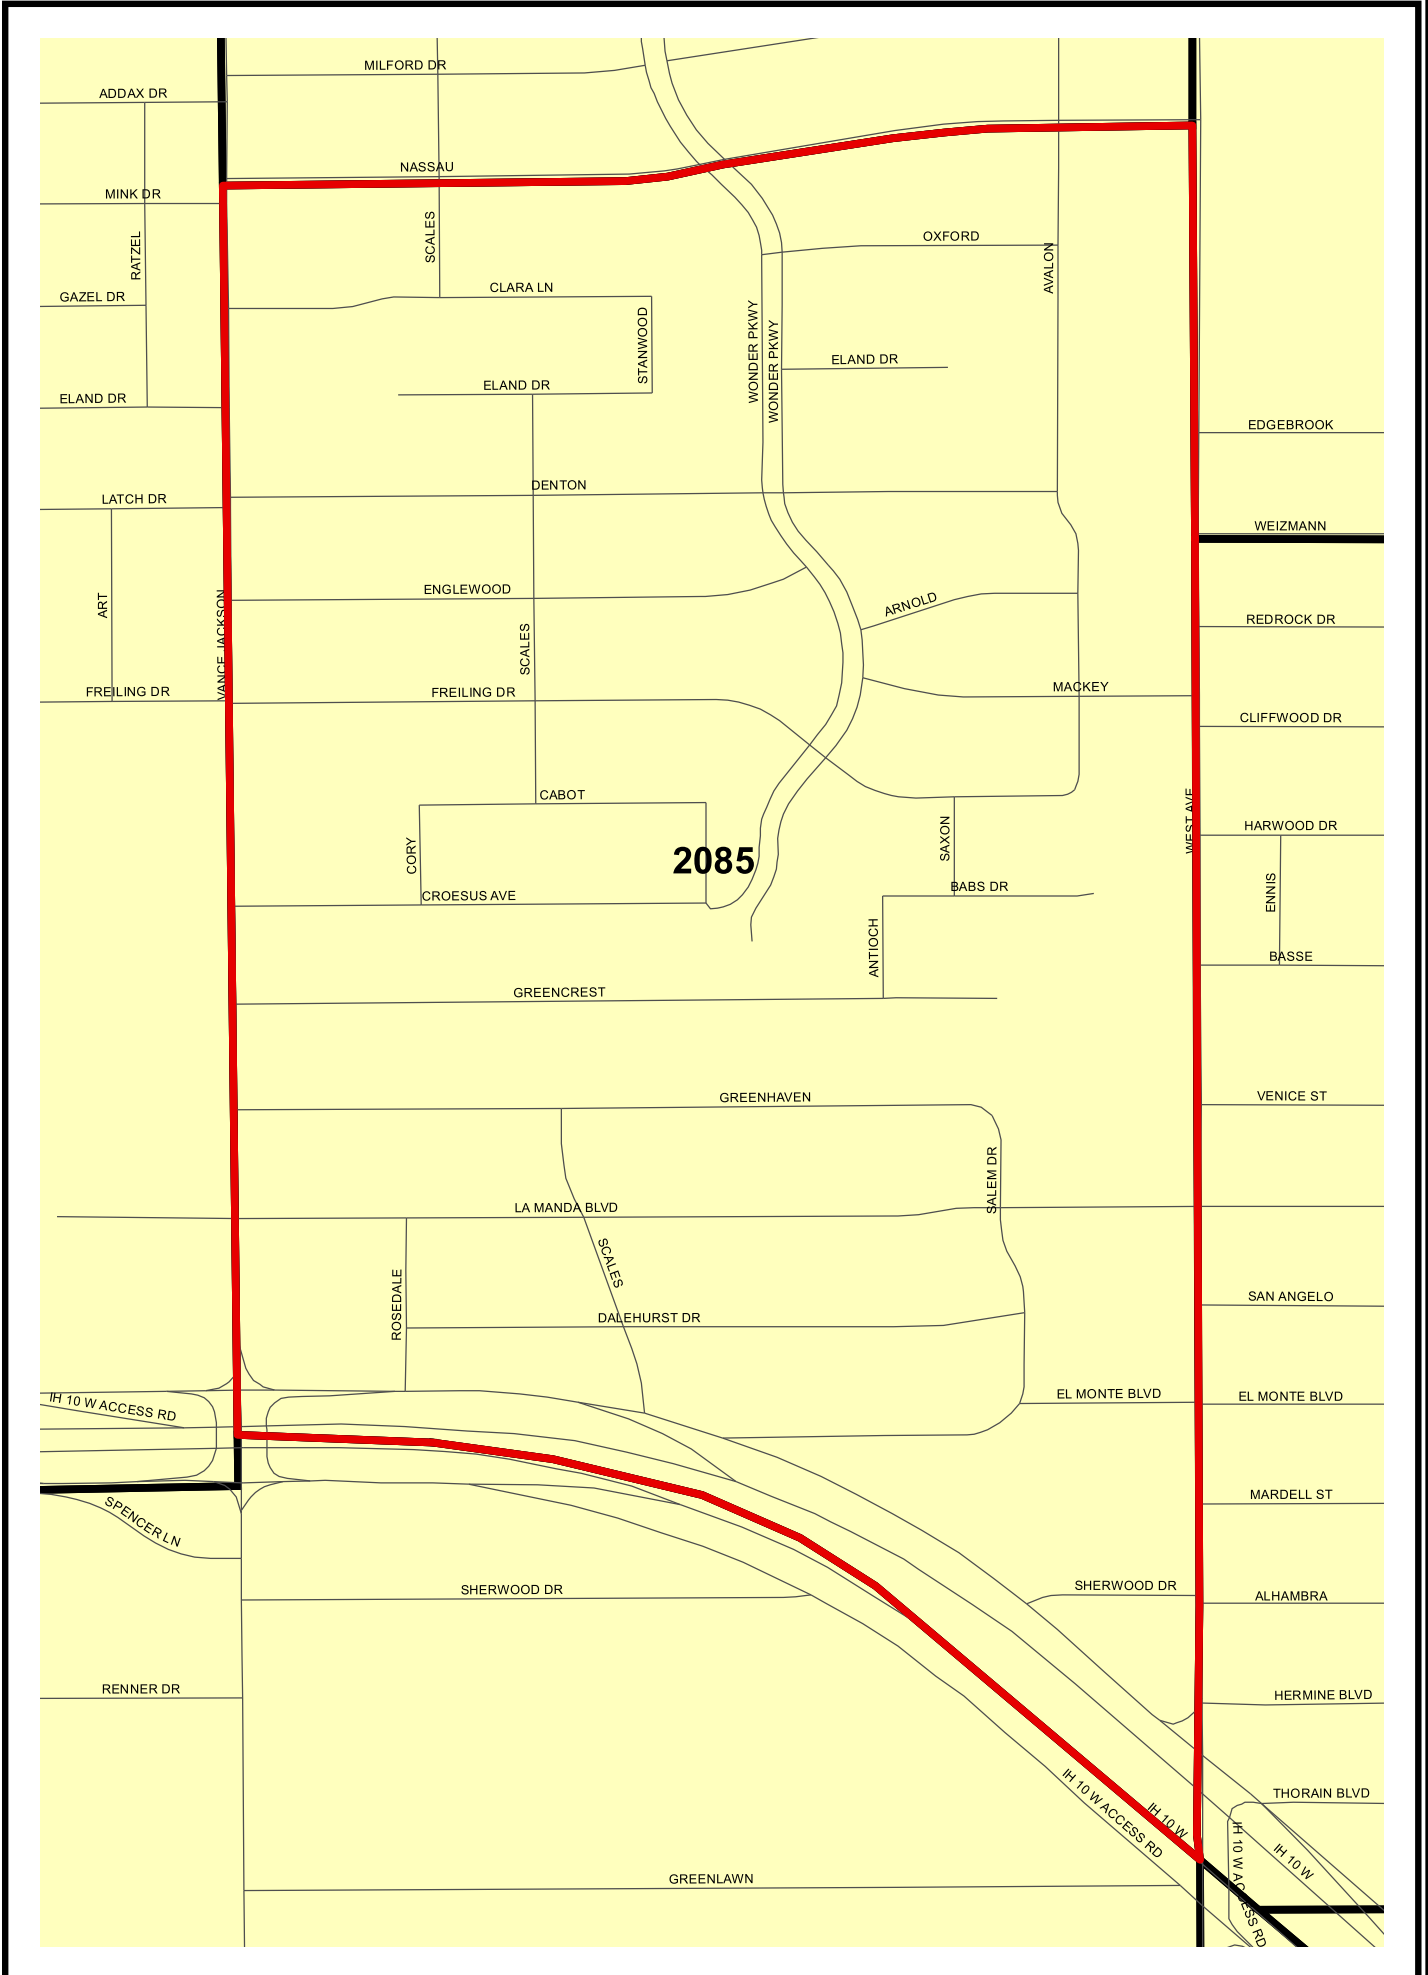 MILFORD DR
ADDAX DR
NASSAU
MINK DR
SCALES
RATZEL
OXFORD
AVALON
GAZEL DR
CLARA LN
STANWOOD
WONDER PKWY
WONDER PKWY
ELAND DR
ELAND DR
ELAND DR
EDGEBROOK
LATCH DR
DENTON
WEIZMANN
ART
VANCE JACKSON
ENGLEWOOD
ARNOLD
REDROCK DR
SCALES
FREILING DR
FREILING DR
MACKEY
CLIFFWOOD DR
CABOT
WEST AVE
CORY
2085
SAXON
HARWOOD DR
CROESUS AVE
BABS DR
ENNIS
ANTIOCH
BASSE
GREENCREST
GREENHAVEN
VENICE ST
SALEM DR
LA MANDA BLVD
SCALES
ROSEDALE
DALEHURST DR
SAN ANGELO
IH 10 W ACCESS RD
EL MONTE BLVD
EL MONTE BLVD
SPENCER LN
MARDELL ST
SHERWOOD DR
SHERWOOD DR
ALHAMBRA
RENNER DR
HERMINE BLVD
IH 10 W ACCESS RD
IH 10 W
THORAIN BLVD
IH 10 W ACCESS RD
IH 10 W
GREENLAWN